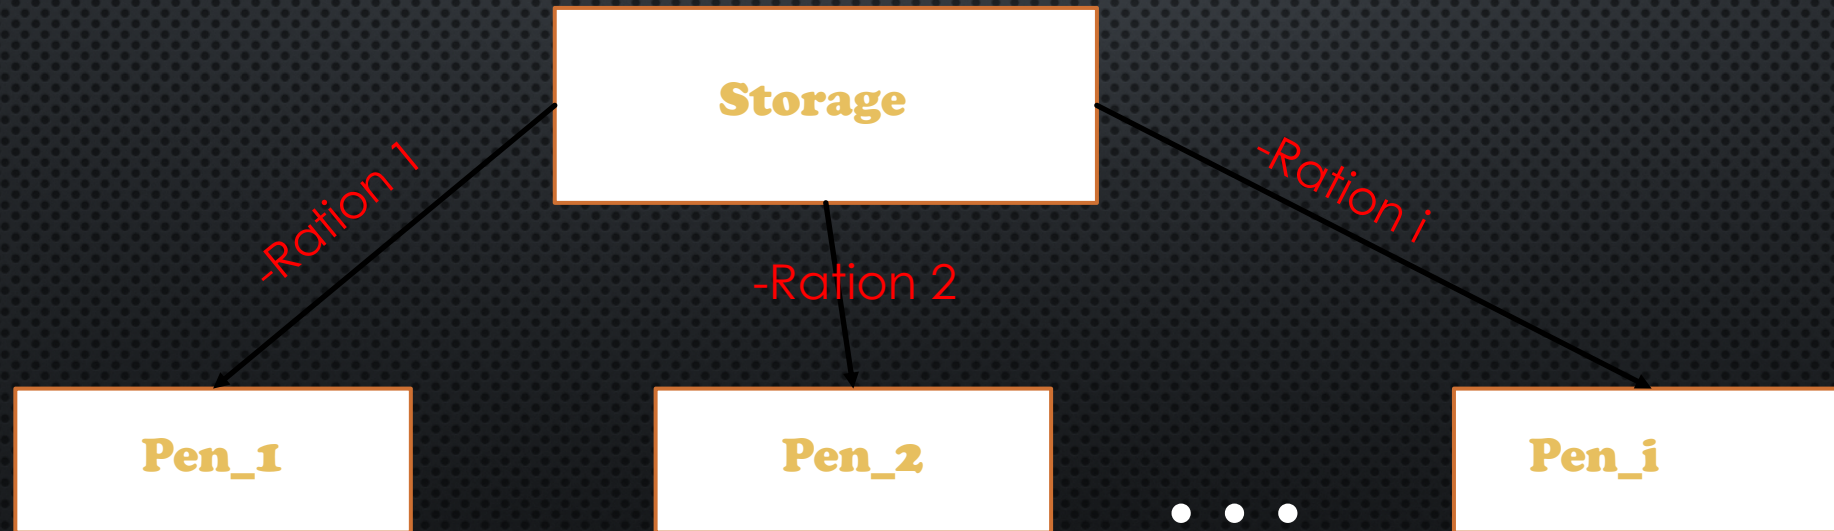 Storage
-Ration 1
-Ration i
-Ration 2
Pen_1
Pen_2
...
Pen_i